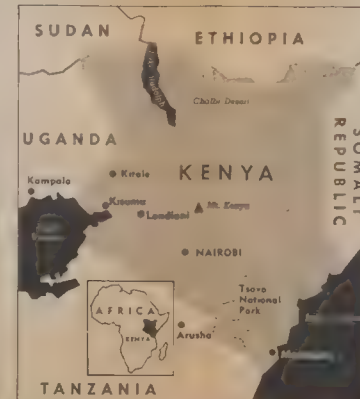 SUDAN
ETHIOPIA
Chalbi Desert
UGANDA
SOMALI
REPUBLIC
Kitale
KENYA
Kampala
Kisumu
Londiani
Mt. Kenya
NAIROBI
Tsavo
National
Park
AFRICA
KENYA
Arusha
TANZANIA